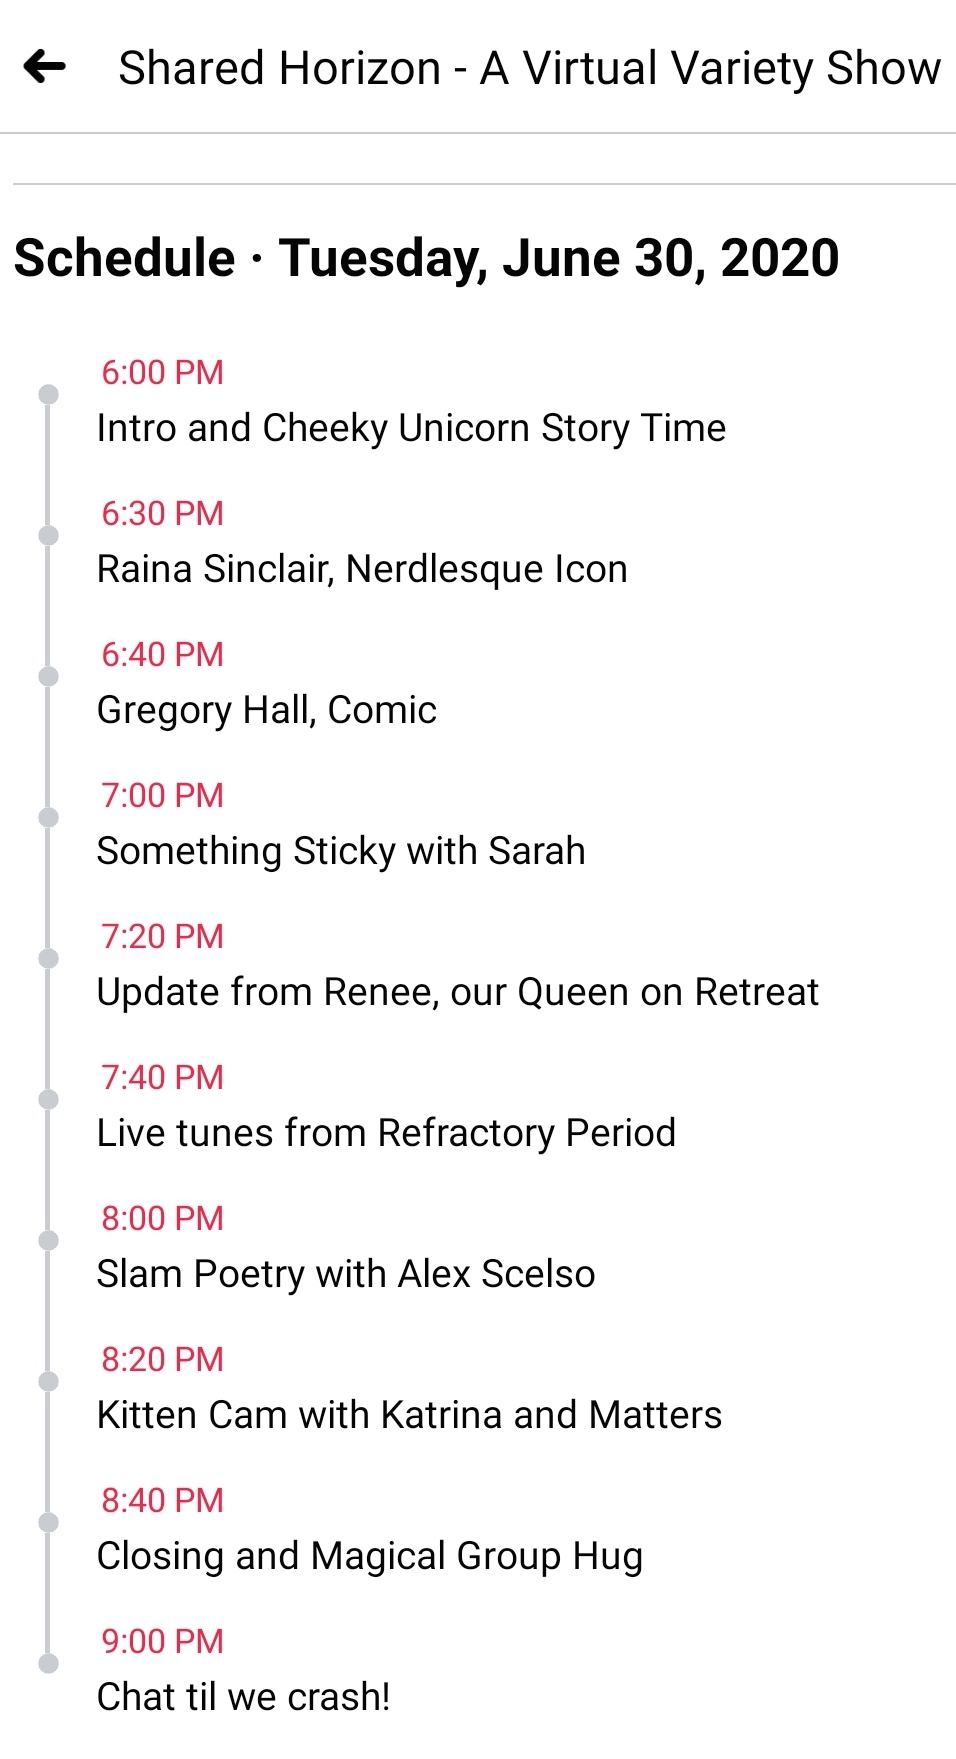 Shared Horizon - A Virtual Variety Show
Schedule · Tuesday, June 30, 2020
6:00 PM
Intro and Cheeky Unicorn Story Time
6:30 PM
Raina Sinclair, Nerdlesque Icon
6:40 PM
Gregory Hall, Comic
7:00 PM
Something Sticky with Sarah
7:20 PM
Update from Renee, our Queen on Retreat
7:40 PM
Live tunes from Refractory Period
8:00 PM
Slam Poetry with Alex Scelso
8:20 PM
Kitten Cam with Katrina and Matters
8:40 PM
Closing and Magical Group Hug
9:00 PM
Chat til we crash!